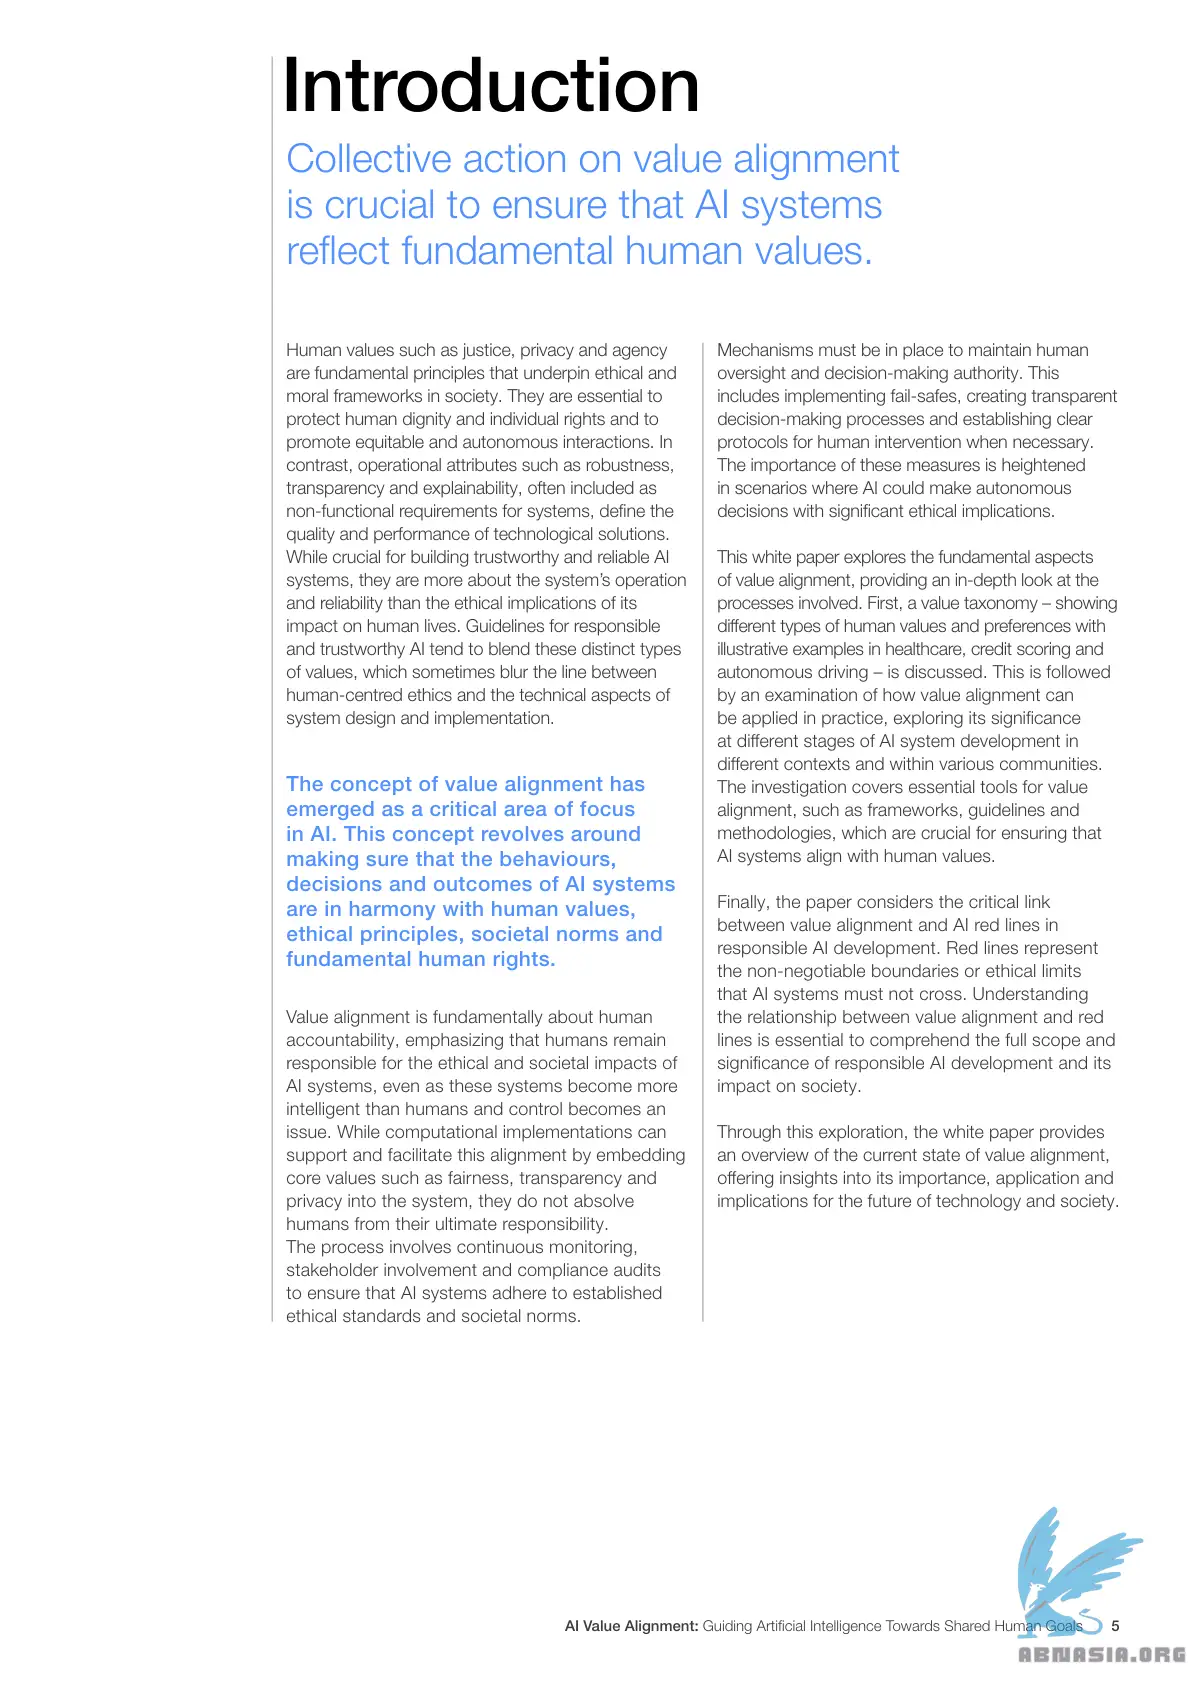 Introduction
Collective action on value alignment
is crucial to ensure that AI systems
reflect fundamental human values.
Human values such as justice, privacy and agency
are fundamental principles that underpin ethical and
moral frameworks in society. They are essential to
protect human dignity and individual rights and to
promote equitable and autonomous interactions. In
contrast, operational attributes such as robustness,
transparency and explainability, often included as
non-functional requirements for systems, define the
quality and performance of technological solutions.
While crucial for building trustworthy and reliable AI
systems, they are more about the system’s operation
and reliability than the ethical implications of its
impact on human lives. Guidelines for responsible
and trustworthy AI tend to blend these distinct types
of values, which sometimes blur the line between
human-centred ethics and the technical aspects of
system design and implementation.
The concept of value alignment has
emerged as a critical area of focus
in AI. This concept revolves around
making sure that the behaviours,
decisions and outcomes of AI systems
are in harmony with human values,
ethical principles, societal norms and
fundamental human rights.
Value alignment is fundamentally about human
accountability, emphasizing that humans remain
responsible for the ethical and societal impacts of
AI systems, even as these systems become more
intelligent than humans and control becomes an
issue. While computational implementations can
support and facilitate this alignment by embedding
core values such as fairness, transparency and
privacy into the system, they do not absolve
humans from their ultimate responsibility.
The process involves continuous monitoring,
stakeholder involvement and compliance audits
to ensure that AI systems adhere to established
ethical standards and societal norms.
Mechanisms must be in place to maintain human
oversight and decision-making authority. This
includes implementing fail-safes, creating transparent
decision-making processes and establishing clear
protocols for human intervention when necessary.
The importance of these measures is heightened
in scenarios where AI could make autonomous
decisions with significant ethical implications.
This white paper explores the fundamental aspects
of value alignment, providing an in-depth look at the
processes involved. First, a value taxonomy – showing
different types of human values and preferences with
illustrative examples in healthcare, credit scoring and
autonomous driving – is discussed. This is followed
by an examination of how value alignment can
be applied in practice, exploring its significance
at different stages of AI system development in
different contexts and within various communities.
The investigation covers essential tools for value
alignment, such as frameworks, guidelines and
methodologies, which are crucial for ensuring that
AI systems align with human values.
Finally, the paper considers the critical link
between value alignment and AI red lines in
responsible AI development. Red lines represent
the non-negotiable boundaries or ethical limits
that AI systems must not cross. Understanding
the relationship between value alignment and red
lines is essential to comprehend the full scope and
significance of responsible AI development and its
impact on society.
Through this exploration, the white paper provides
an overview of the current state of value alignment,
offering insights into its importance, application and
implications for the future of technology and society.
AI Value Alignment: Guiding Artificial Intelligence Towards Shared Human Goals 5
ABNASIA.ORG